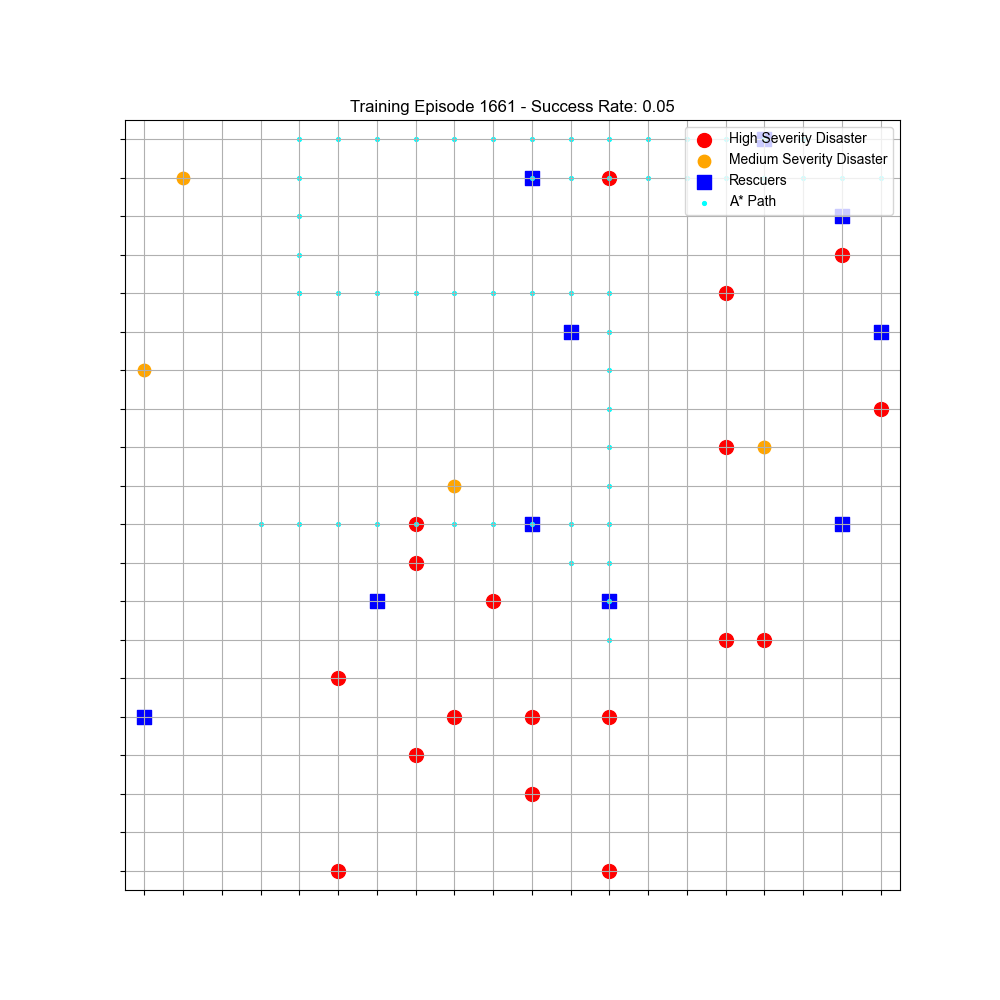 Training Episode 1661 - Success Rate: 0.05
High Severity Disaster
Medium Severity Disaster
Rescuers
A* Path